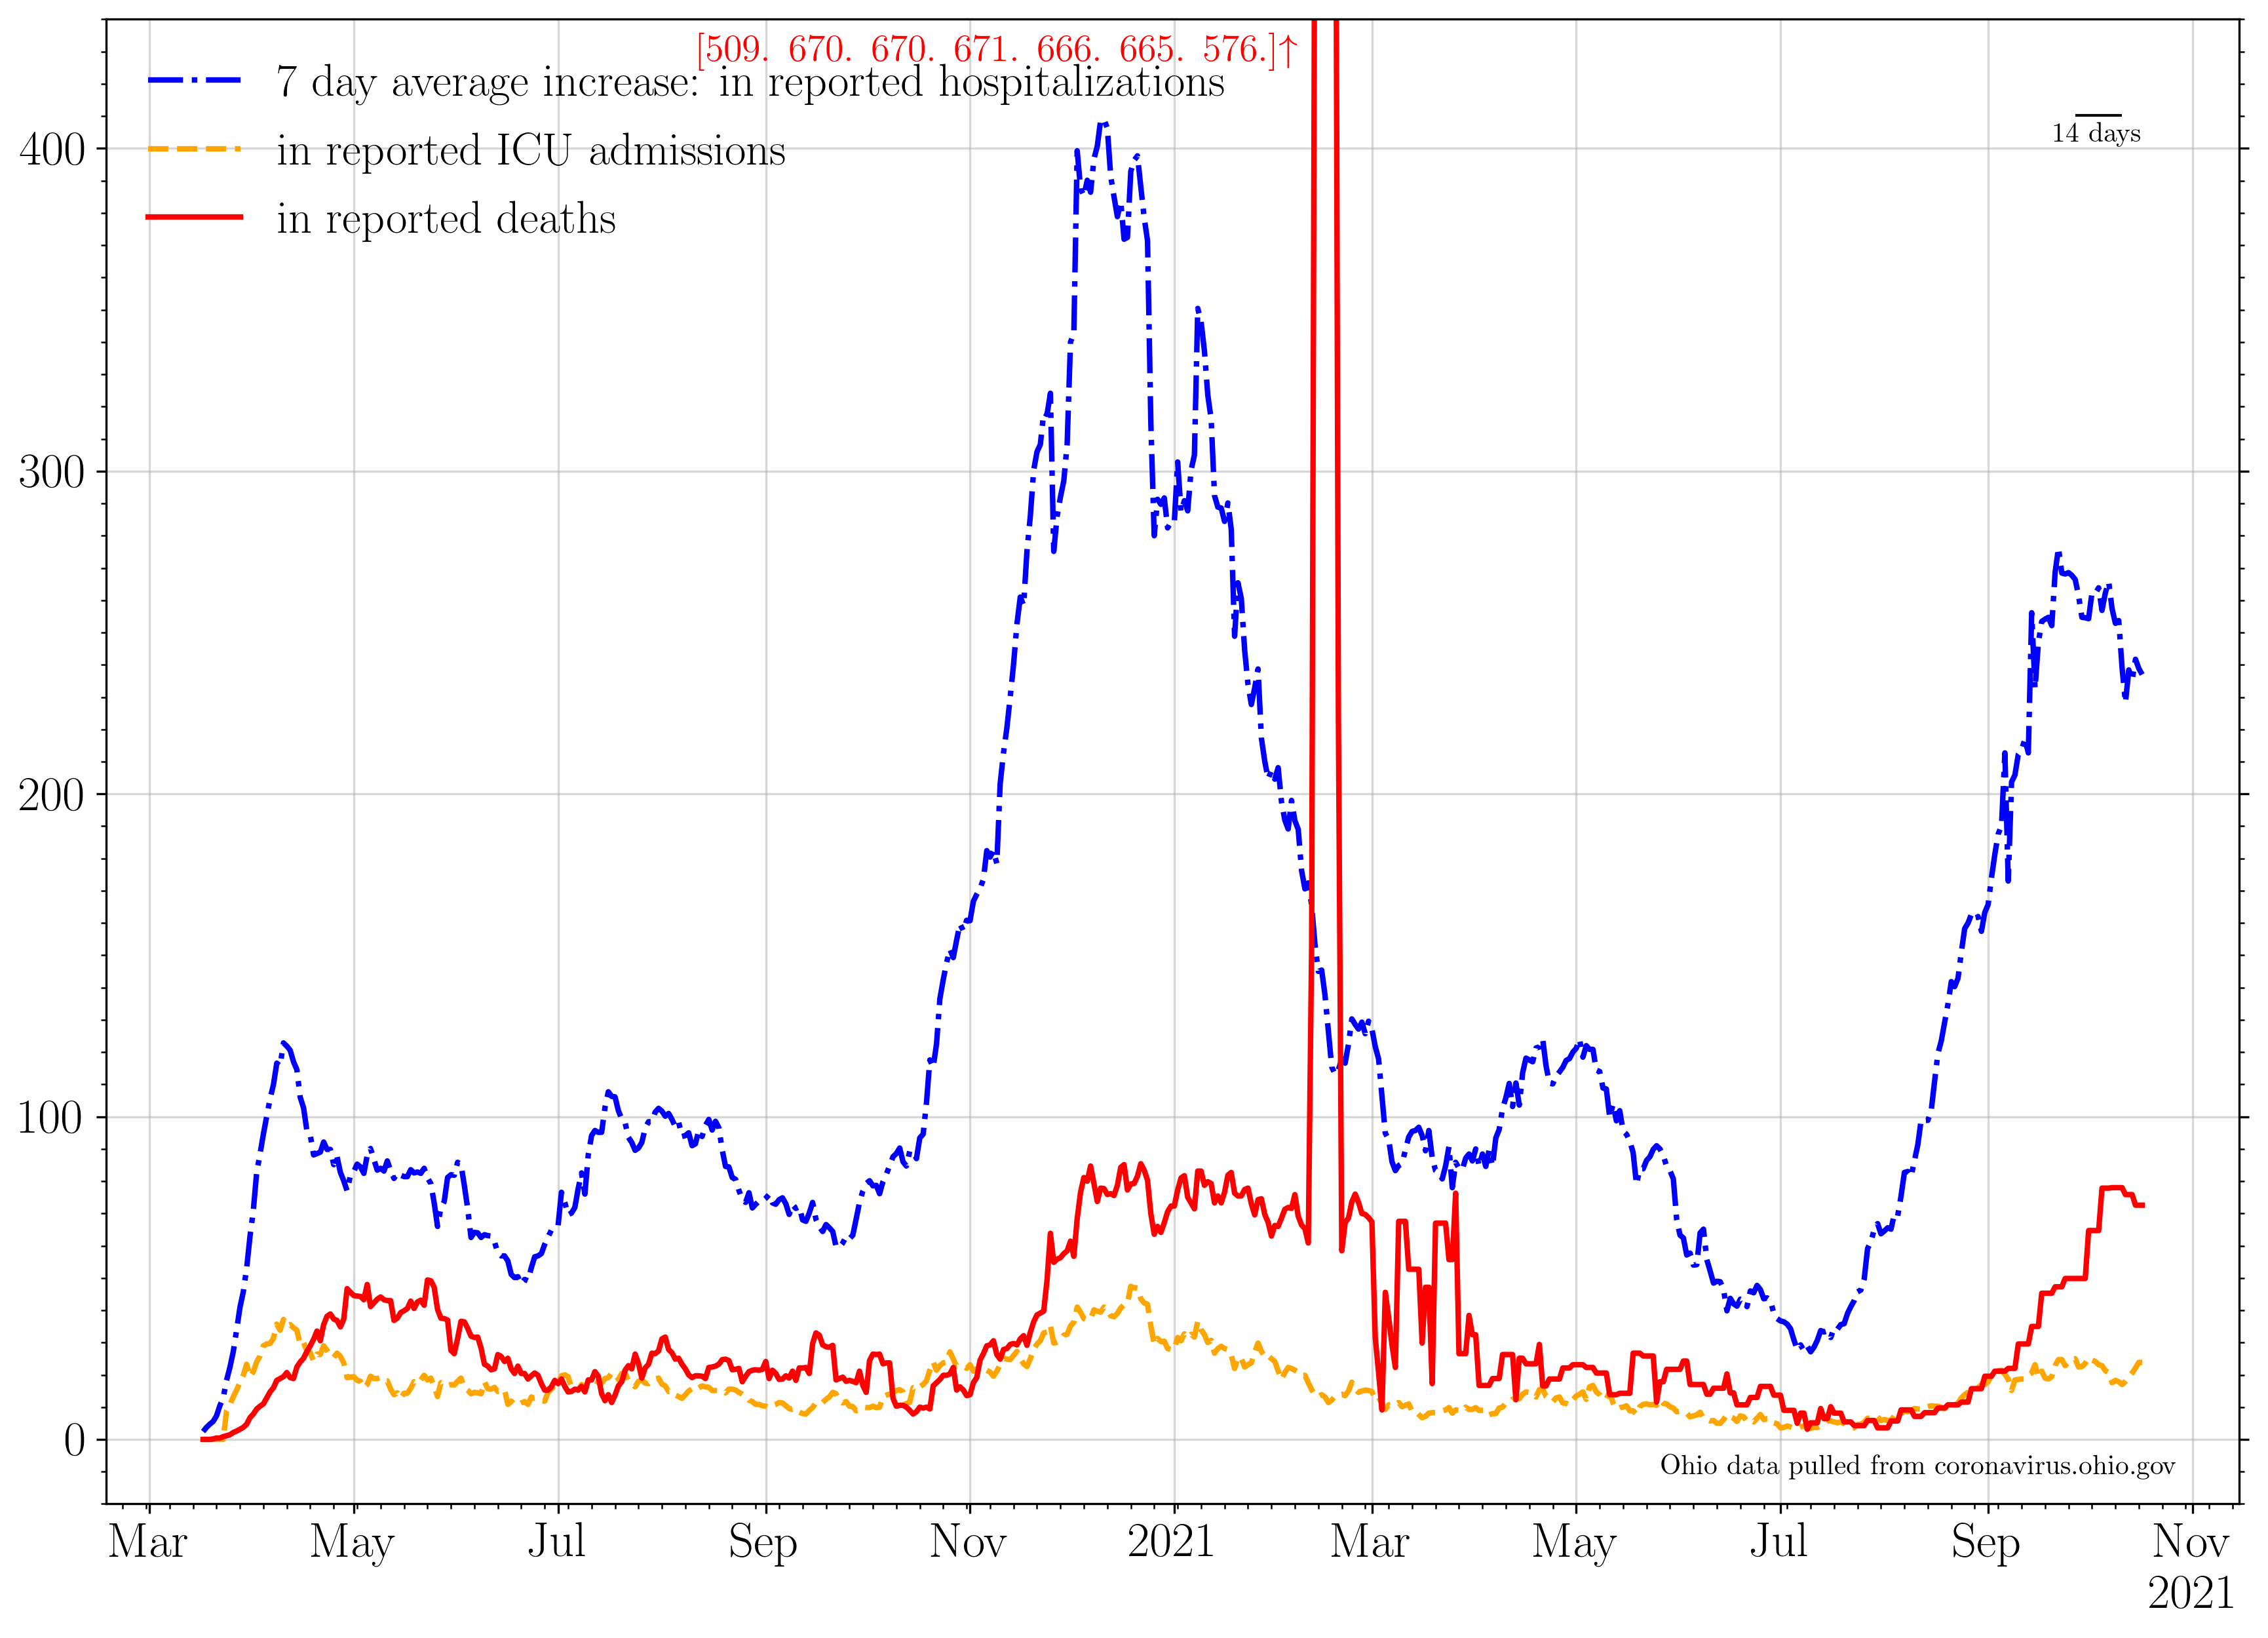 [509. 670. 670. 671. 666. 665. 576.]↑
7 day average increase: in reported hospitalizations
in reported ICU admissions
in reported deaths
14 days
400
300
200
100
0
Ohio data pulled from coronavirus.ohio.gov
Mar May Jul Sep Nov 2021 Mar May Jul Sep Nov
2021